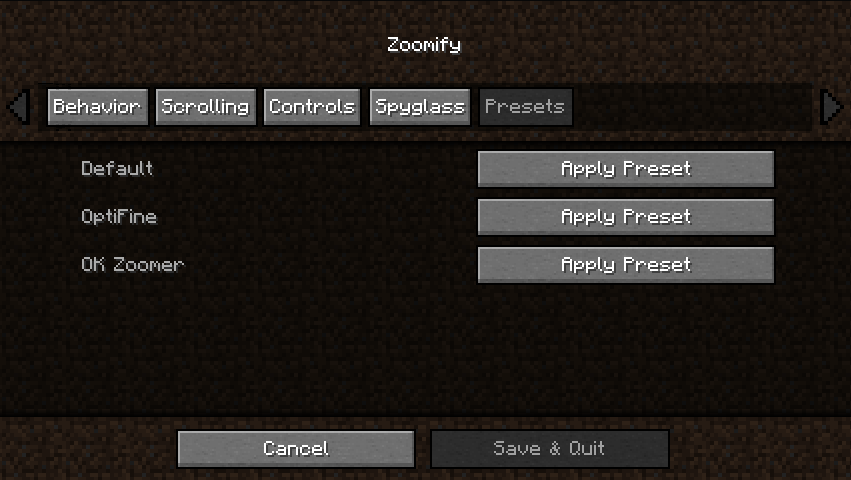 Zoomify
Behavior Scrolling Controls Spyglass Presets
Default Apply Preset
OptiFine Apply Preset
OK Zoomer Apply Preset
Cancel Save & Quit